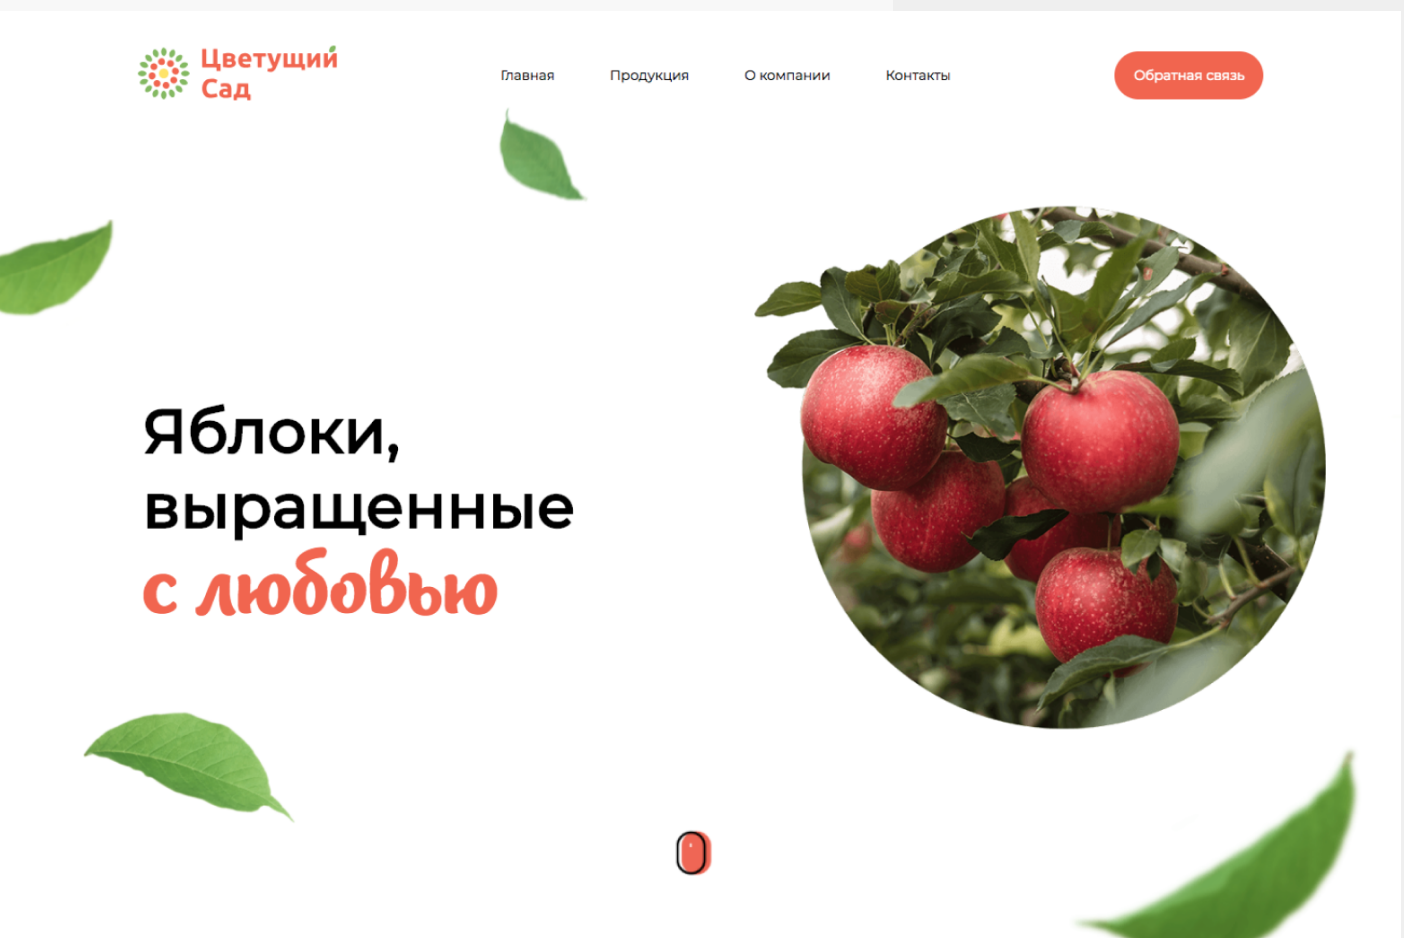 Цветущий
Сад
Главная
Продукция
О компании
Контакты
Обратная связь
Яблоки,
выращенные
с любовью